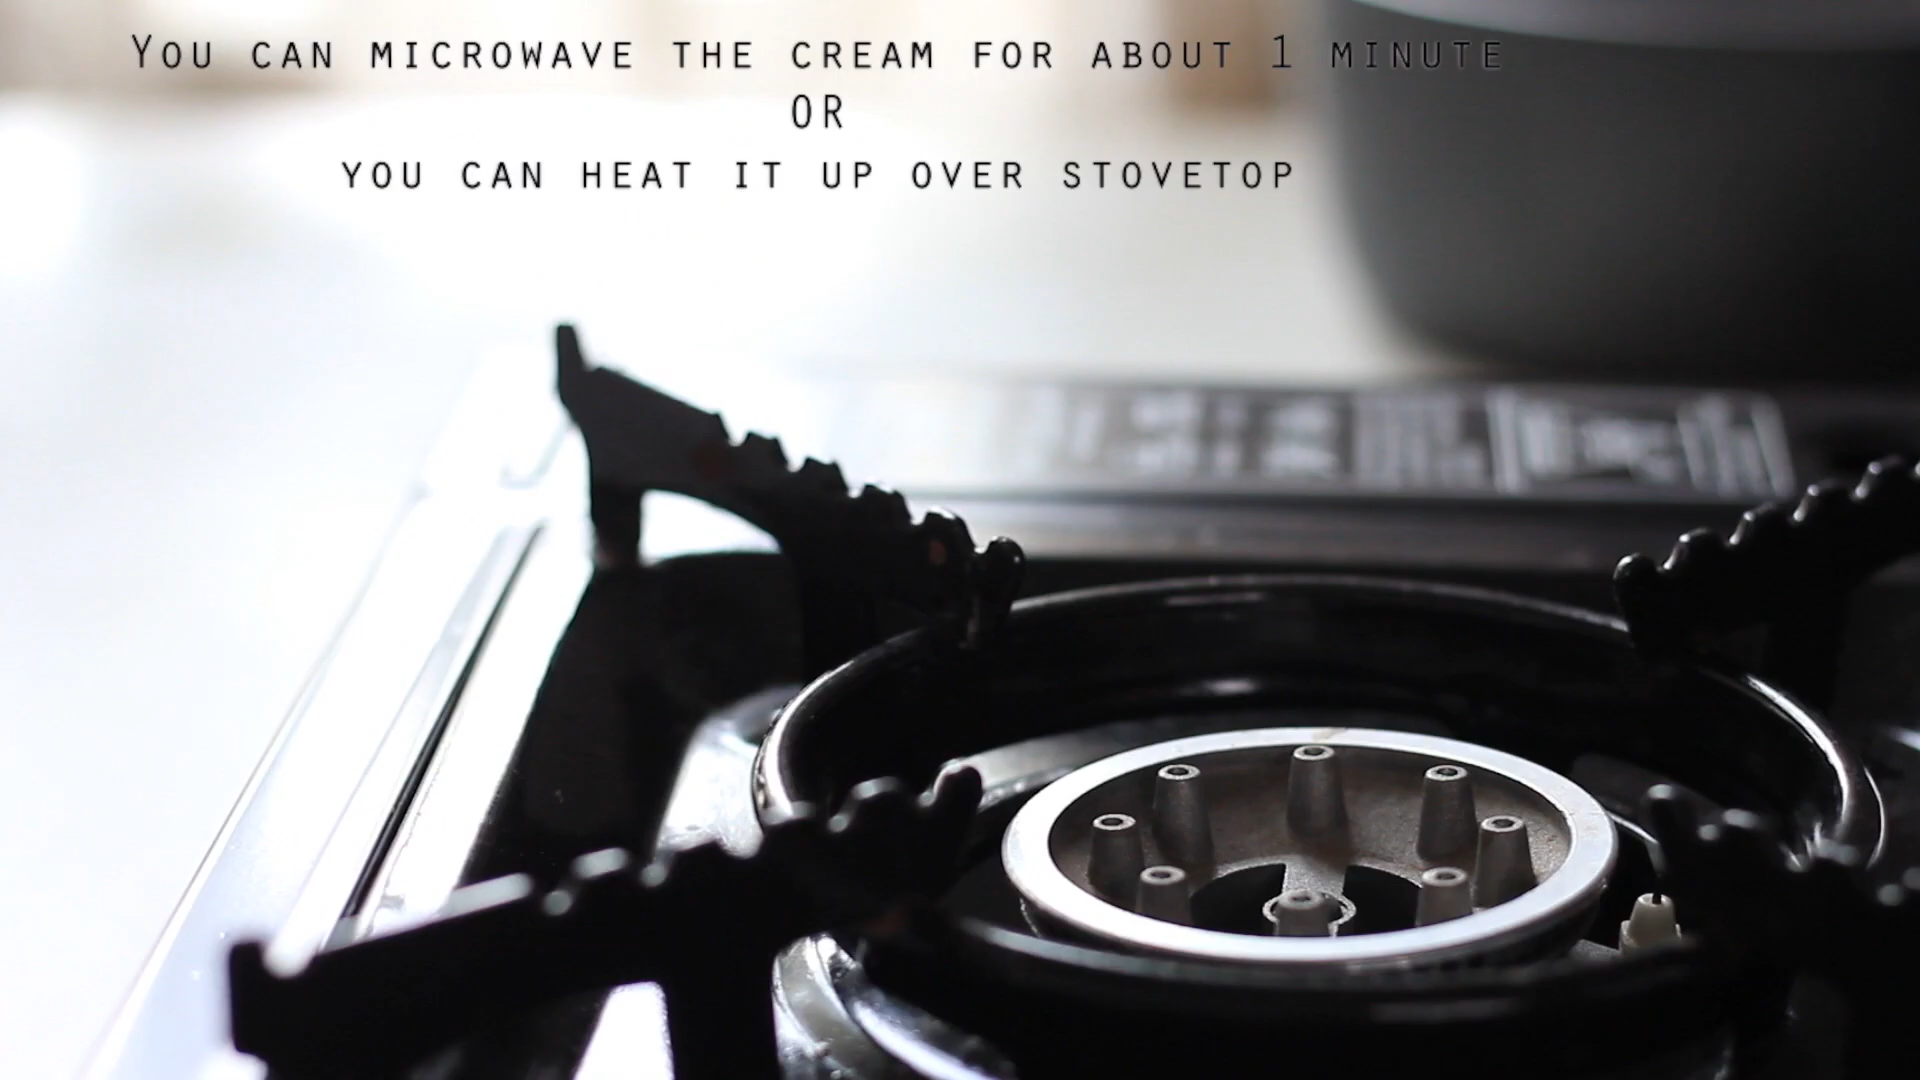 You can microwave the cream for about 1 minute
or
you can heat it up over stovetop